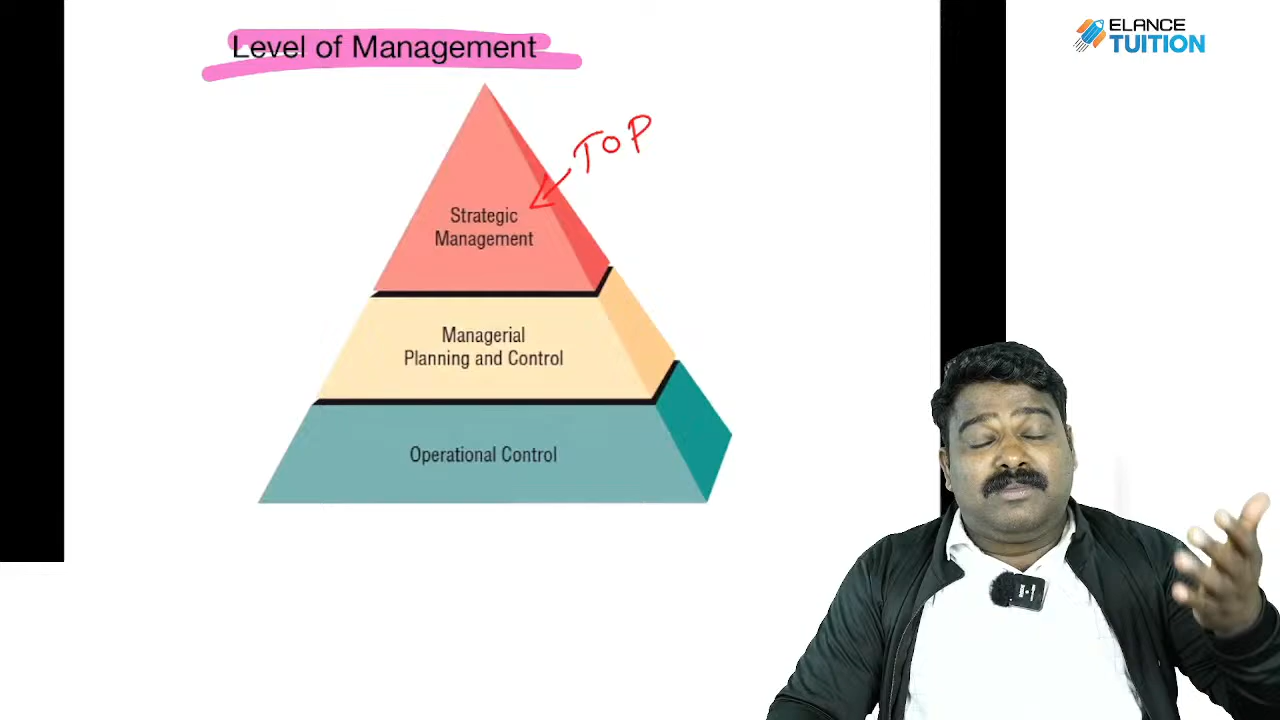 Level of Management
ELANCE
TUITION
TOP
Strategic
Management
Managerial
Planning and Control
Operational Control